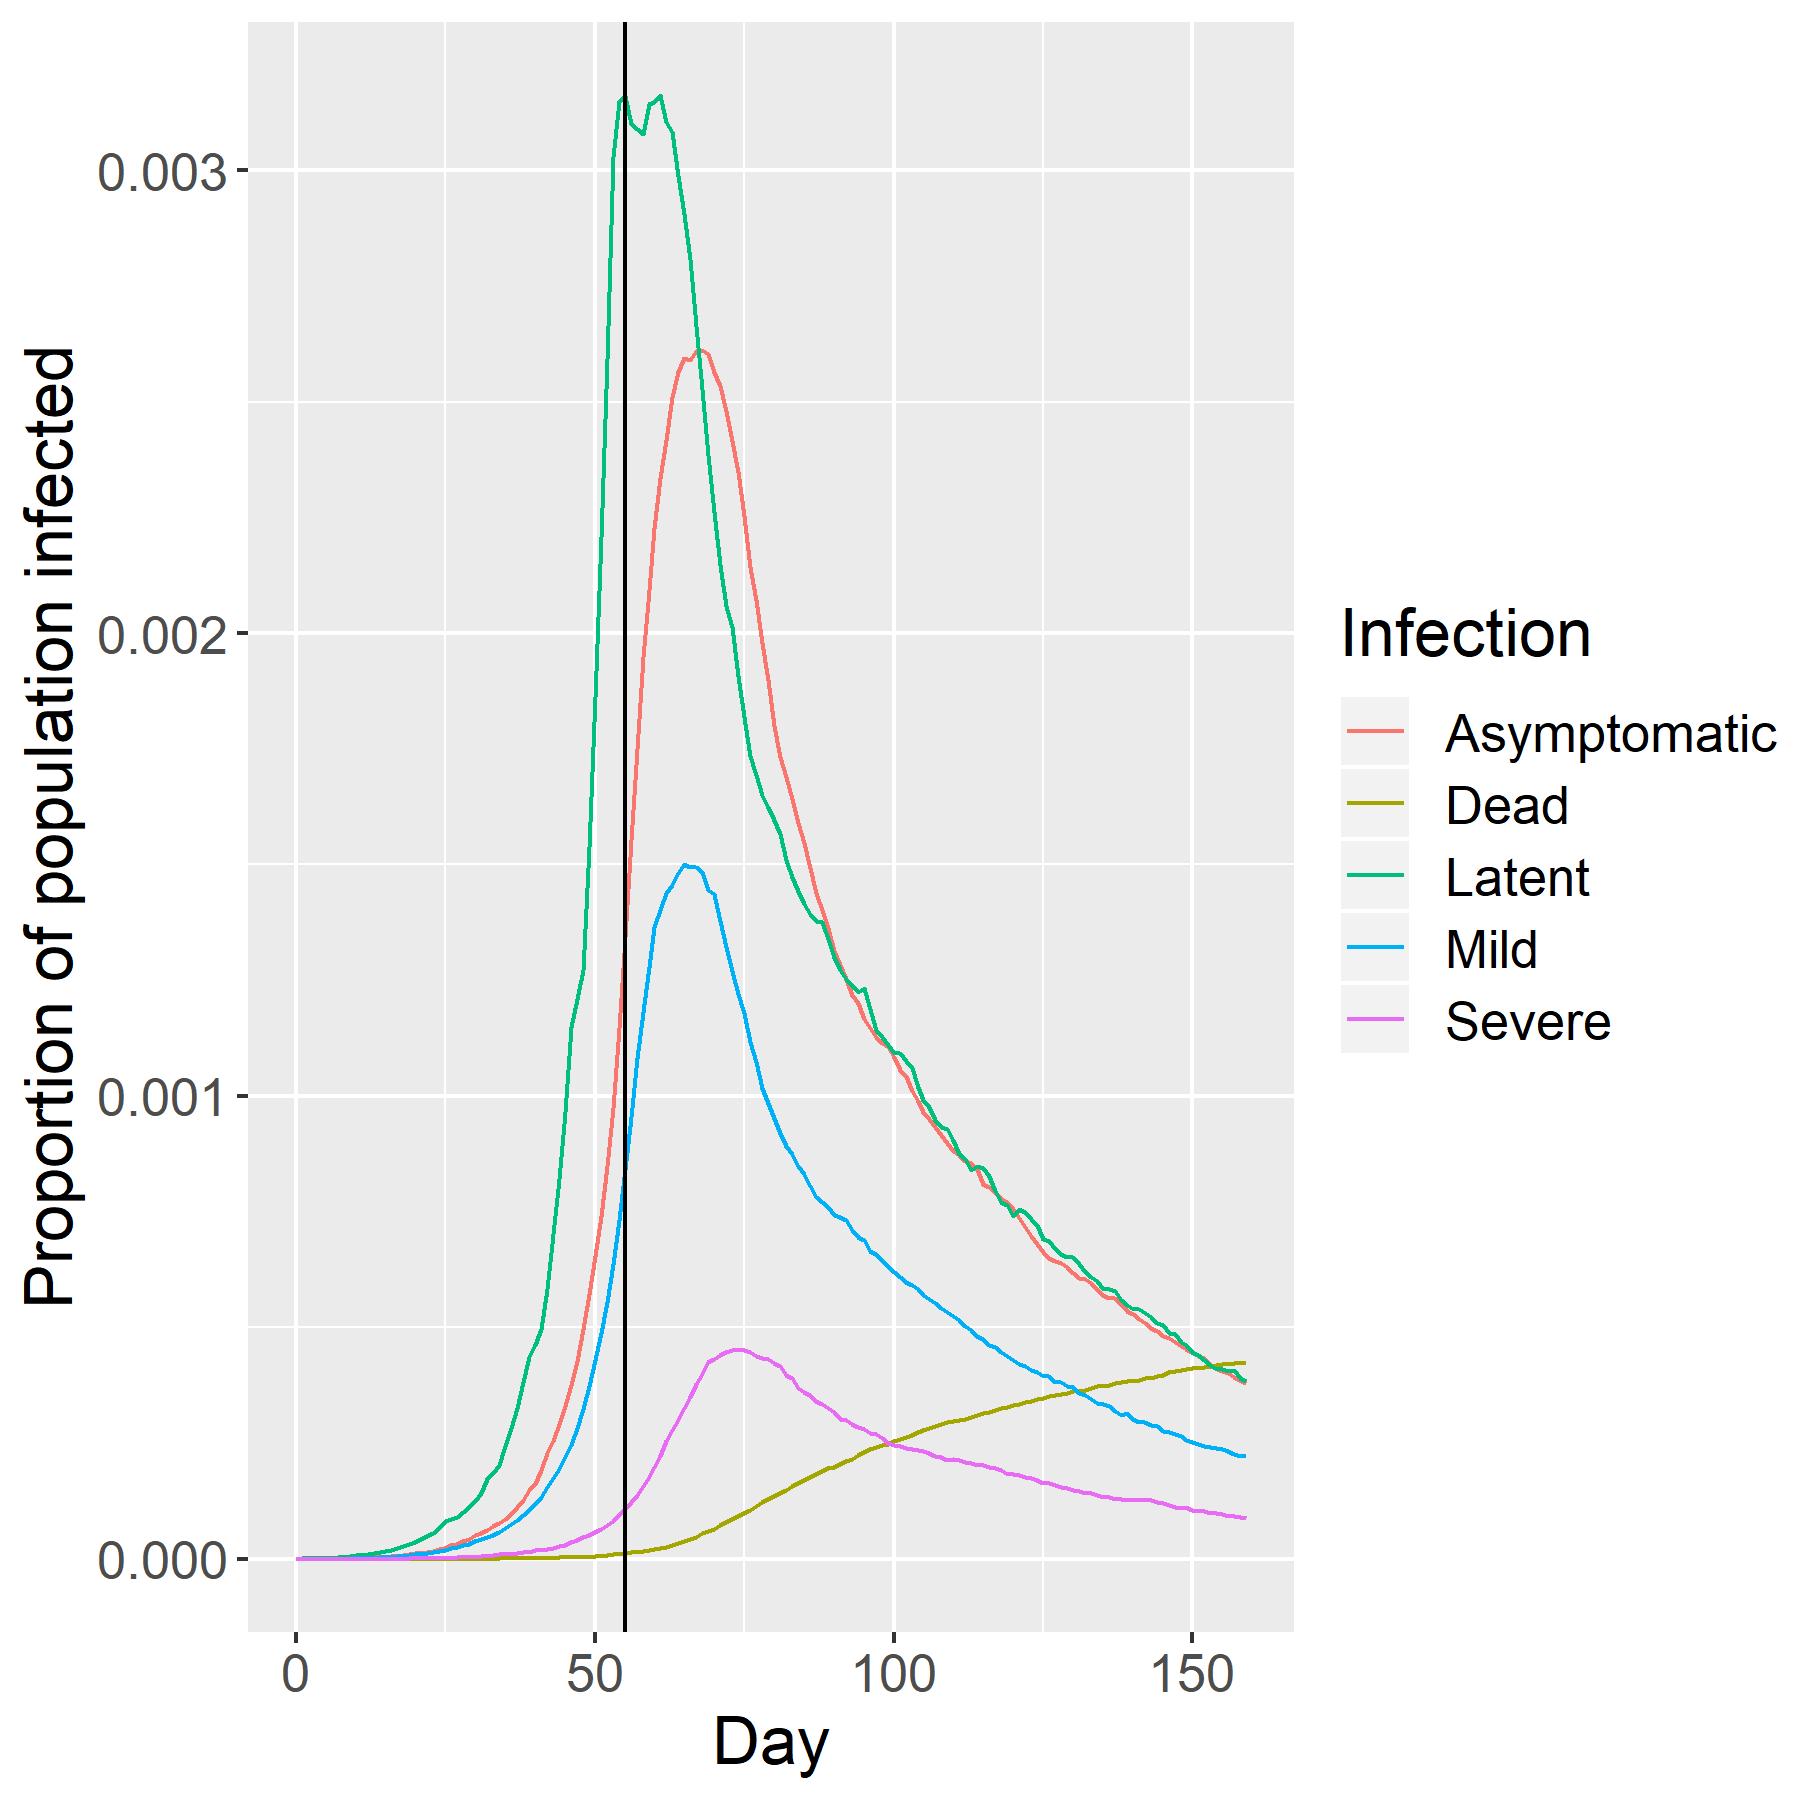 Proportion of population infected
0.003
0.002
0.001
0.000
0
50
100
150
Day
Infection
Asymptomatic
Dead
Latent
Mild
Severe